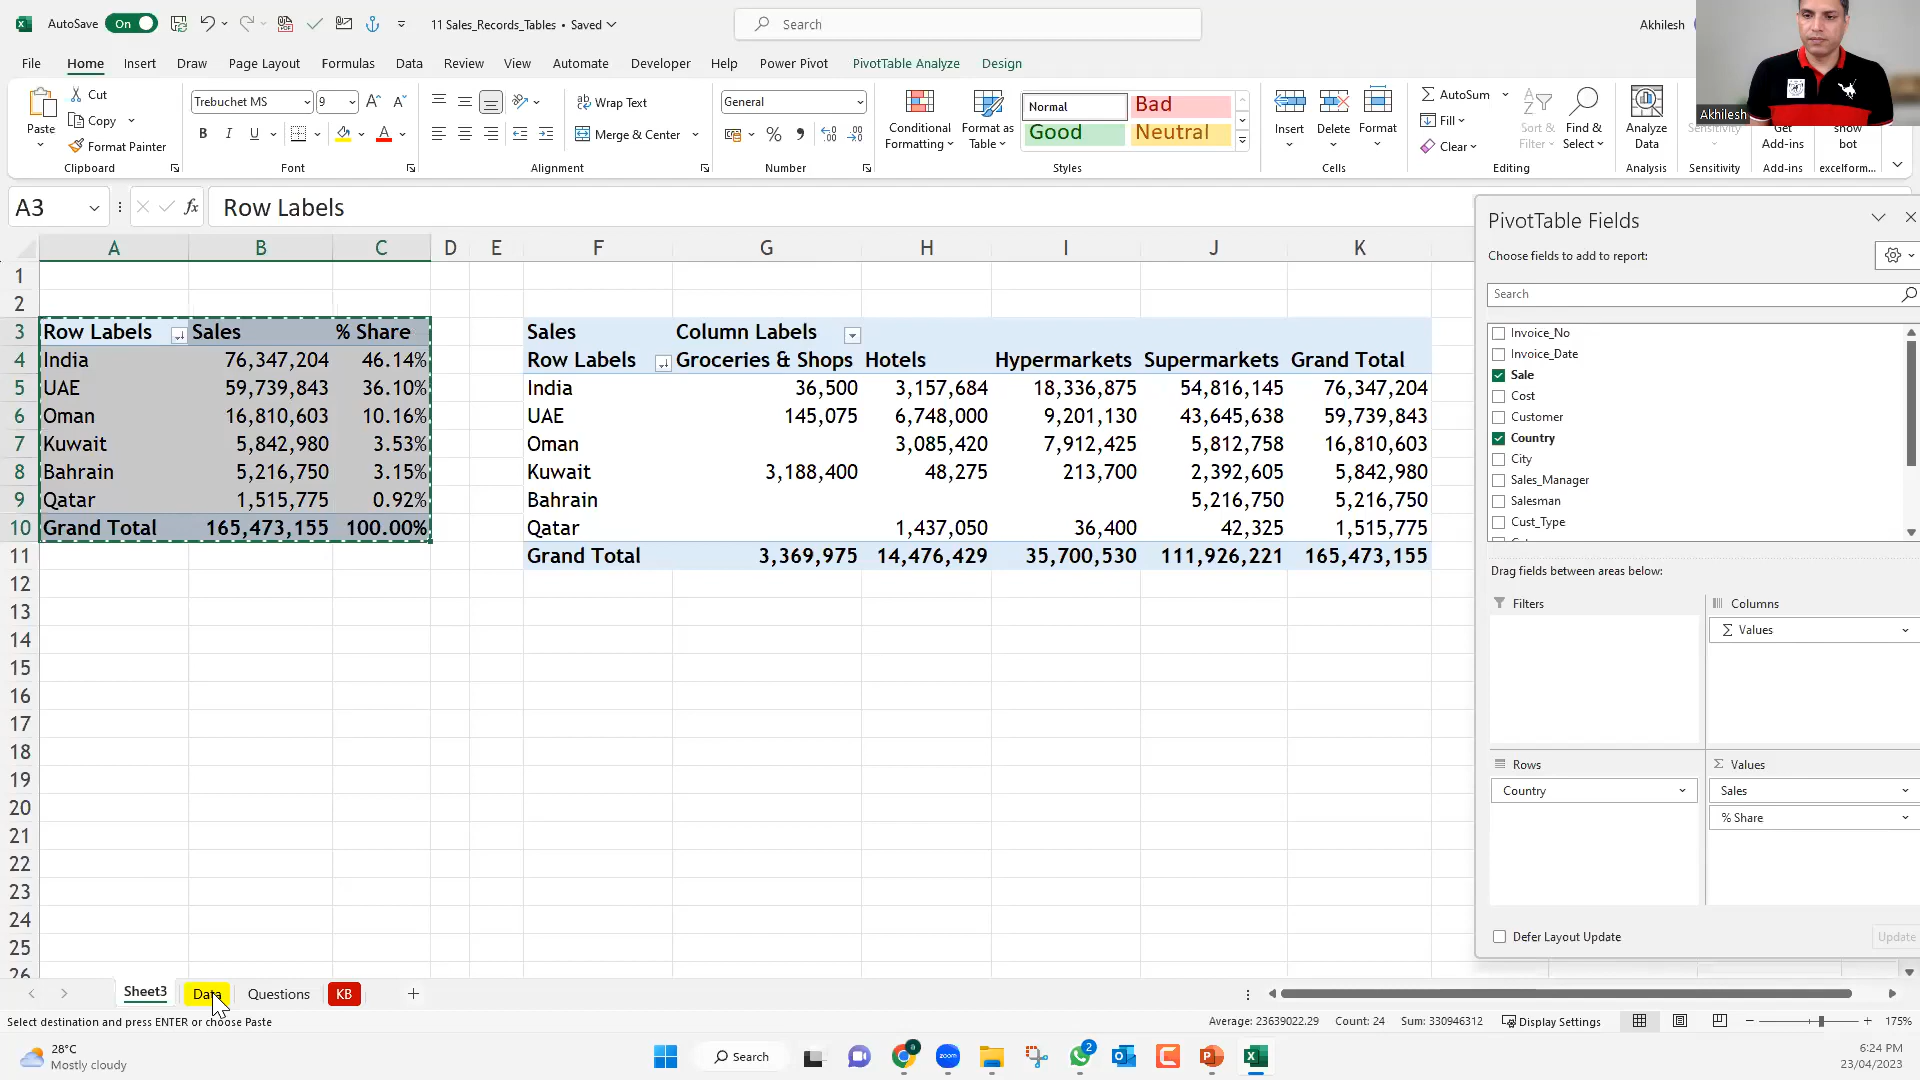 AutoSave On 11 Sales_Records_Tables • Saved Search Akhilesh
File Home Insert Draw Page Layout Formulas Data Review View Automate Developer Help Power Pivot PivotTable Analyze Design
Paste Cut Copy Format Painter Clipboard
Trebuchet MS 9 B I U Font
Wrap Text Merge & Center Alignment
General % Number
Conditional Formatting Format as Table Normal Bad Good Neutral Styles
Insert Delete Format Cells
AutoSum Fill Clear Sort & Filter Find & Select Editing
Analyze Data Analysis
Sensitivity Sensitivity
Get Add-ins Add-ins
show bot excelform...
Akhilesh
A3 fx Row Labels
A B C D E F G H I J K
1
2
3 Row Labels Sales % Share Sales Column Labels
4 India 76,347,204 46.14% Row Labels Groceries & Shops Hotels Hypermarkets Supermarkets Grand Total
5 UAE 59,739,843 36.10% India 36,500 3,157,684 18,336,875 54,816,145 76,347,204
6 Oman 16,810,603 10.16% UAE 145,075 6,748,000 9,201,130 43,645,638 59,739,843
7 Kuwait 5,842,980 3.53% Oman 3,085,420 7,912,425 5,812,758 16,810,603
8 Bahrain 5,216,750 3.15% Kuwait 3,188,400 48,275 213,700 2,392,605 5,842,980
9 Qatar 1,515,775 0.92% Bahrain 5,216,750 5,216,750
10 Grand Total 165,473,155 100.00% Qatar 1,437,050 36,400 42,325 1,515,775
11 Grand Total 3,369,975 14,476,429 35,700,530 111,926,221 165,473,155
12
13
14
15
16
17
18
19
20
21
22
23
24
25
26
PivotTable Fields
Choose fields to add to report:
Search
Invoice_No
Invoice_Date
Sale
Cost
Customer
Country
City
Sales_Manager
Salesman
Cust_Type
Drag fields between areas below:
Filters Columns
Σ Values
Rows Σ Values
Country Sales
% Share
Defer Layout Update Update
Sheet3 Data Questions KB
Select destination and press ENTER or choose Paste Average: 23639022.29 Count: 24 Sum: 330946312 Display Settings 175%
28°C
Mostly cloudy
Search
zoom
2
6:24 PM
23/04/2023